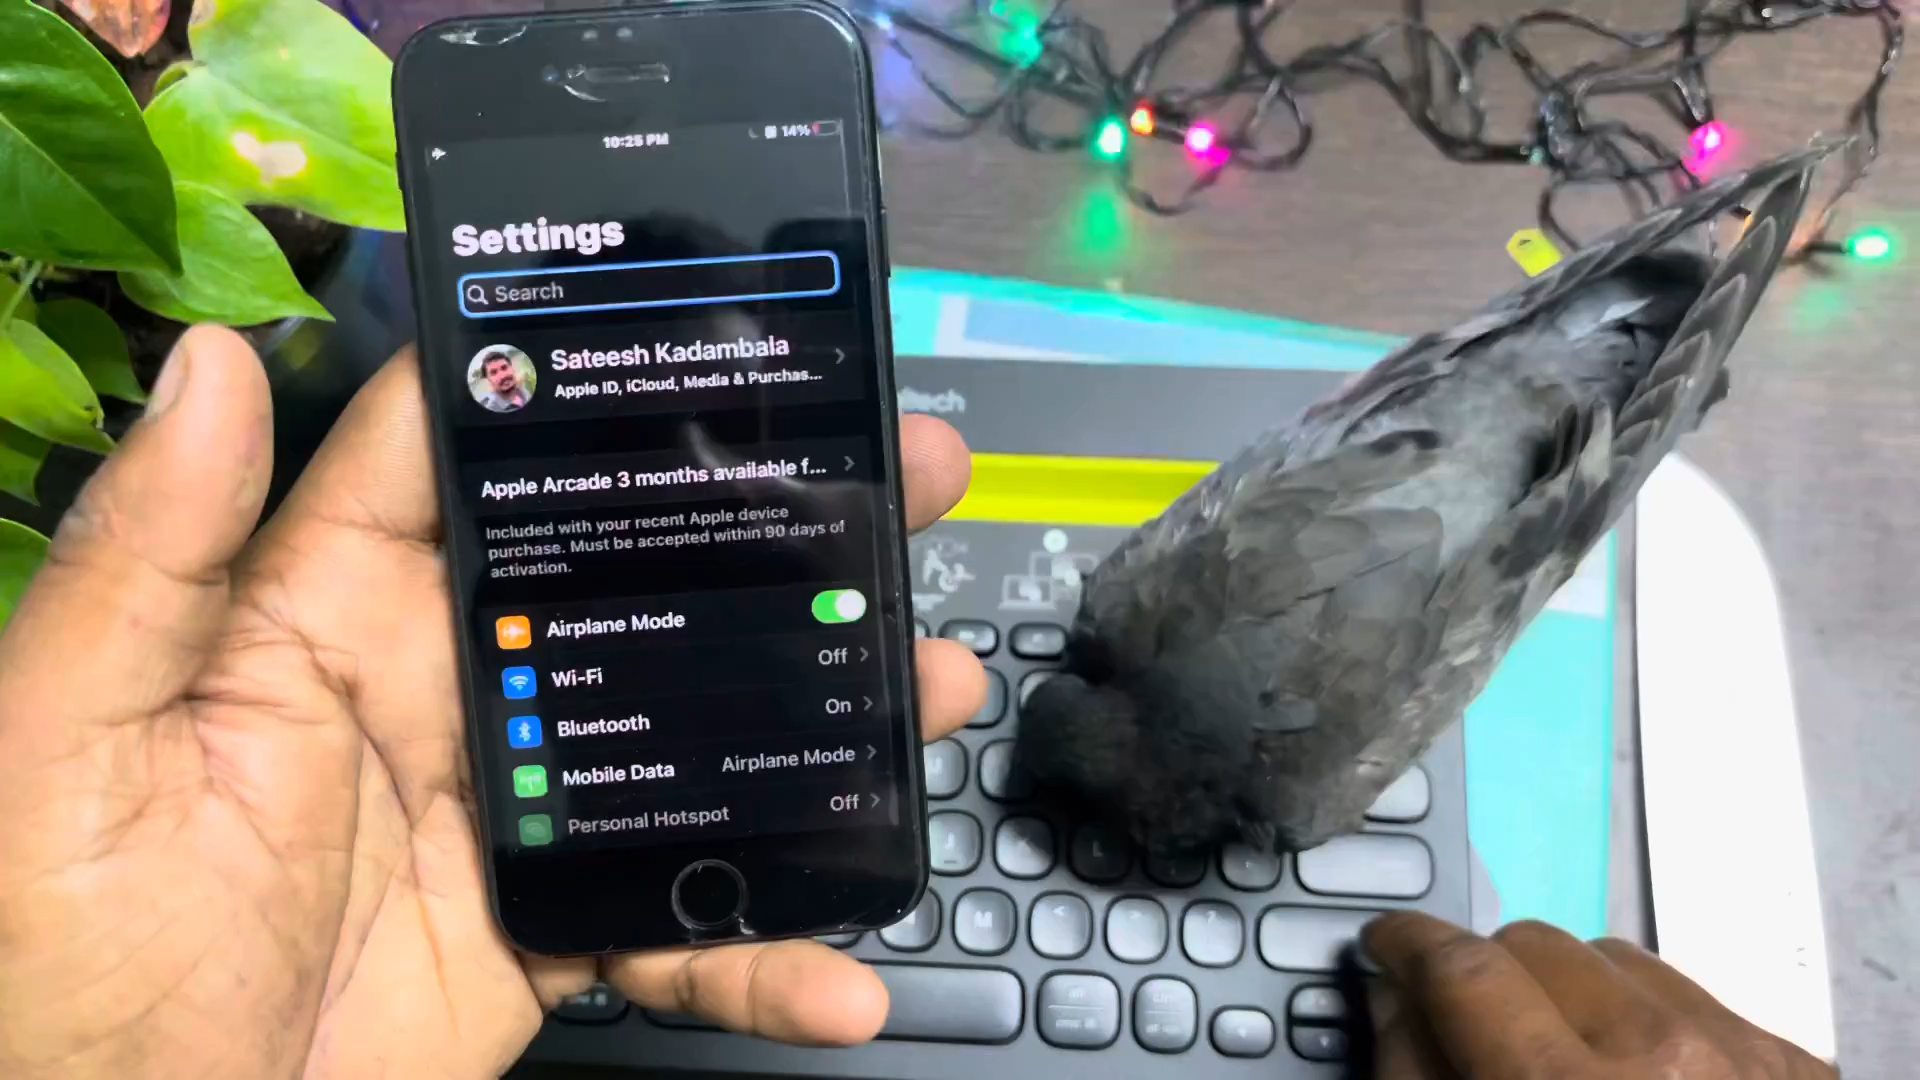 10:25 PM
14%
Settings
Search
Sateesh Kadambala
Apple ID, iCloud, Media & Purchas...
Apple Arcade 3 months available f...
Included with your recent Apple device
purchase. Must be accepted within 90 days of
activation.
Airplane Mode
Wi-Fi
Off
Bluetooth
On
Mobile Data
Airplane Mode
Personal Hotspot
Off
J
L
M
<
>
?